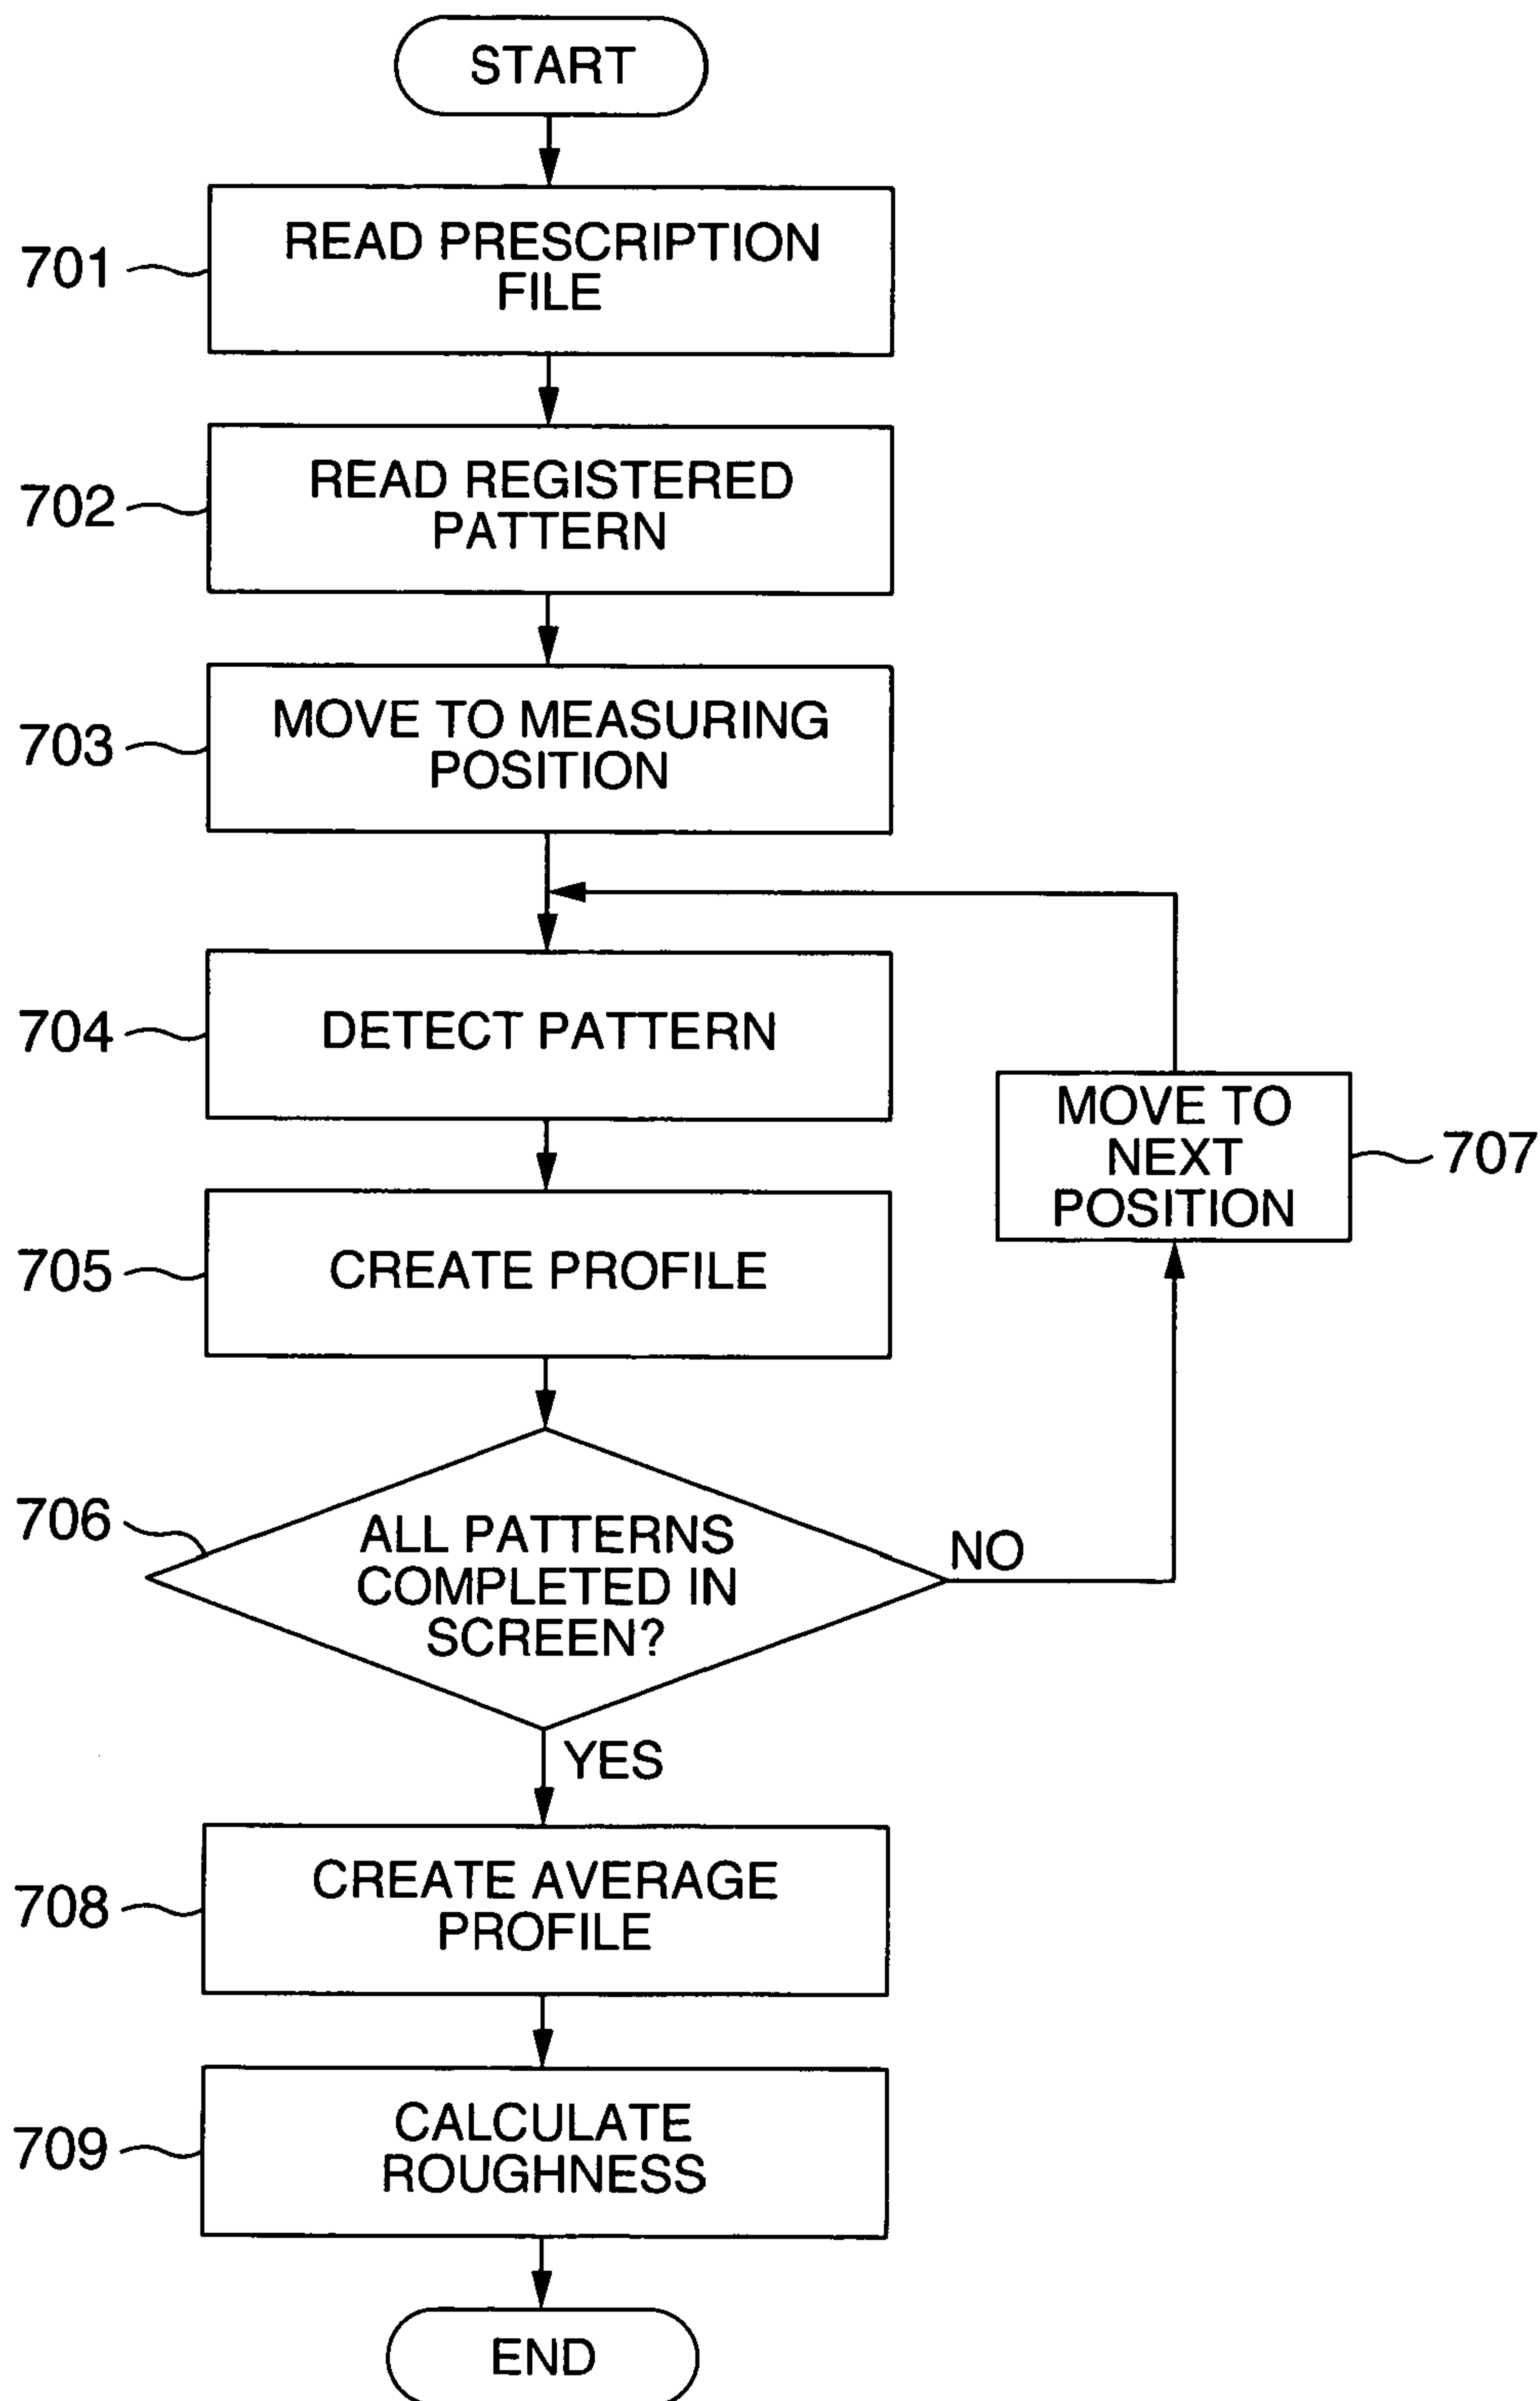 START
701
READ PRESCRIPTION
FILE
702
READ REGISTERED
PATTERN
703
MOVE TO MEASURING
POSITION
704
DETECT PATTERN
MOVE TO
NEXT
POSITION
707
705
CREATE PROFILE
706
ALL PATTERNS
COMPLETED IN
SCREEN?
NO
YES
708
CREATE AVERAGE
PROFILE
709
CALCULATE
ROUGHNESS
END